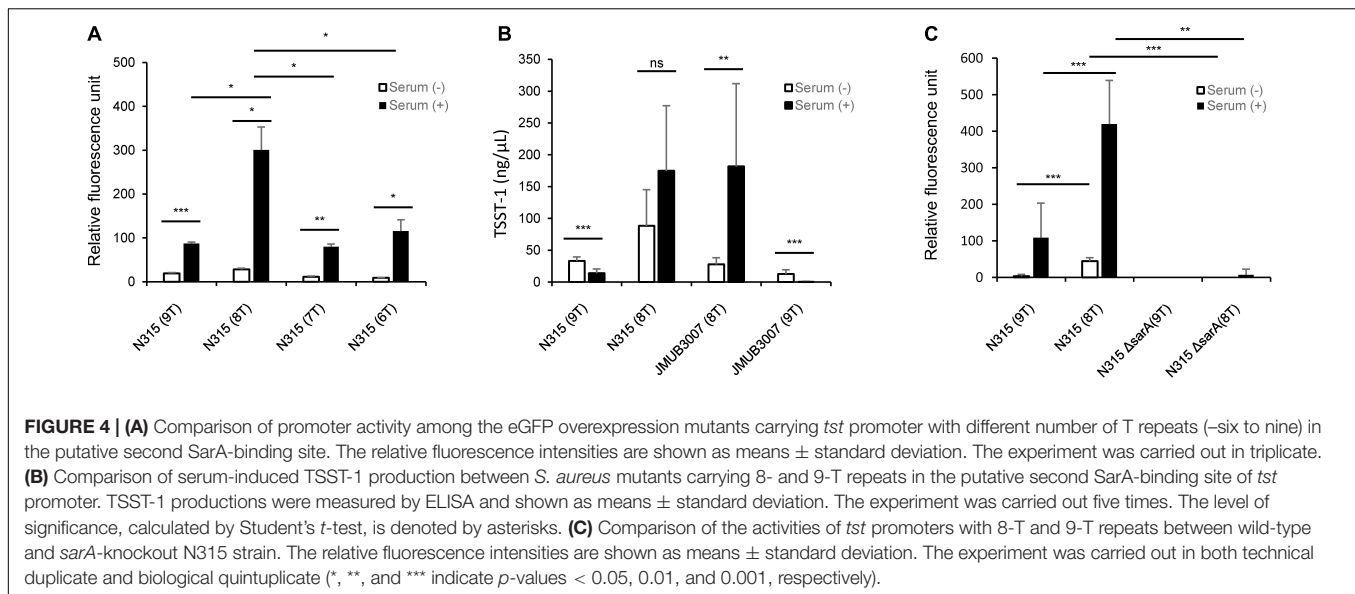 A
*
*
*
*
***
**
*
500
400
300
200
100
0
Relative fluorescence unit
Serum (-)
Serum (+)
N315 (9T)
N315 (8T)
N315 (7T)
N315 (6T)
B
ns
**
***
***
350
300
250
200
150
100
50
0
TSST-1 (ng/µL)
Serum (-)
Serum (+)
N315 (9T)
N315 (8T)
JMUB3007 (8T)
JMUB3007 (9T)
C
**
***
***
***
600
500
400
300
200
100
0
Relative fluorescence unit
Serum (-)
Serum (+)
N315 (9T)
N315 (8T)
N315 ΔsarA(9T)
N315 ΔsarA(8T)
FIGURE 4 | (A) Comparison of promoter activity among the eGFP overexpression mutants carrying tst promoter with different number of T repeats (–six to nine) in
the putative second SarA-binding site. The relative fluorescence intensities are shown as means ± standard deviation. The experiment was carried out in triplicate.
(B) Comparison of serum-induced TSST-1 production between S. aureus mutants carrying 8- and 9-T repeats in the putative second SarA-binding site of tst
promoter. TSST-1 productions were measured by ELISA and shown as means ± standard deviation. The experiment was carried out five times. The level of
significance, calculated by Student's t-test, is denoted by asterisks. (C) Comparison of the activities of tst promoters with 8-T and 9-T repeats between wild-type
and sarA-knockout N315 strain. The relative fluorescence intensities are shown as means ± standard deviation. The experiment was carried out in both technical
duplicate and biological quintuplicate (*, **, and *** indicate p-values < 0.05, 0.01, and 0.001, respectively).